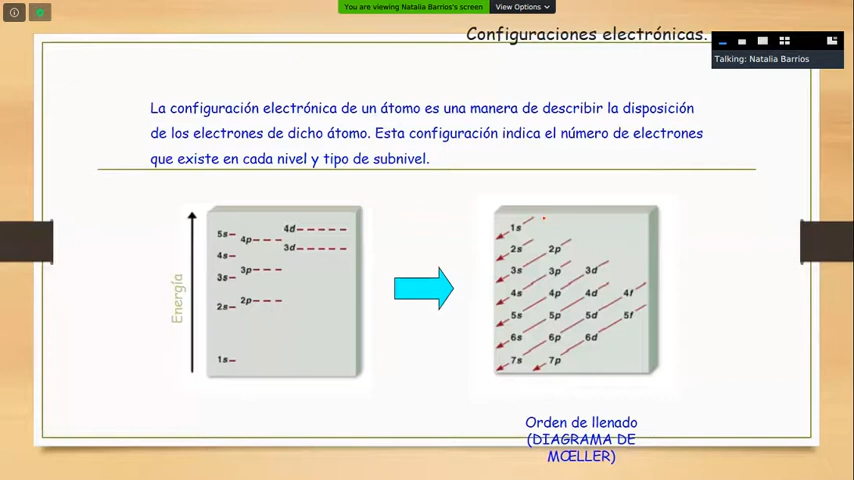 You are viewing Natalia Barrios's screen
View Options
Configuraciones electrónicas.
Talking: Natalia Barrios
La configuración electrónica de un átomo es una manera de describir la disposición
de los electrones de dicho átomo. Esta configuración indica el número de electrones
que existe en cada nivel y tipo de subnivel.
Energía
5s
4p
4d
4s
3d
3s
3p
2s
2p
1s
1s
2s 2p
3s 3p 3d
4s 4p 4d 4f
5s 5p 5d 5f
6s 6p 6d
7s 7p
Orden de llenado
(DIAGRAMA DE
MŒLLER)